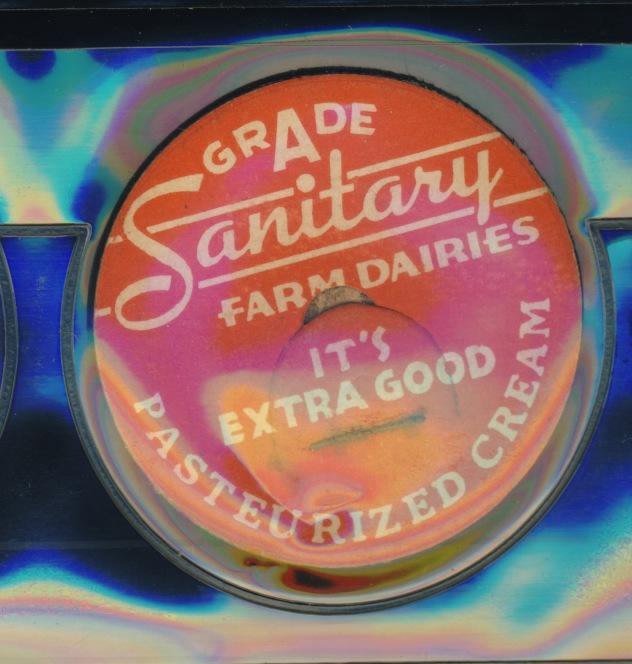 GRADE
Sanitary
FARM DAIRIES
IT'S
EXTRA GOOD
PASTEURIZED CREAM